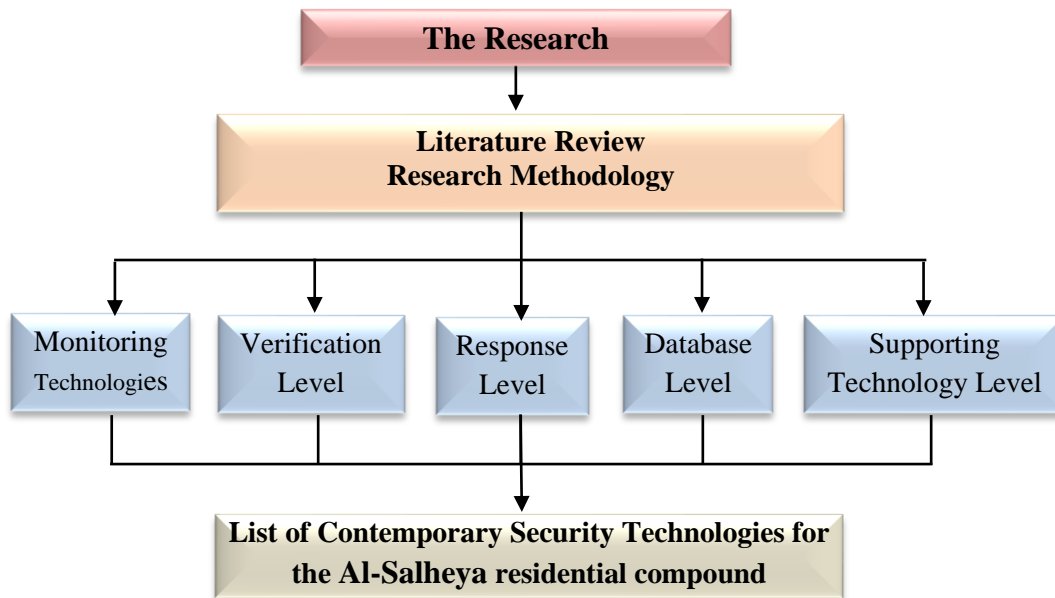 The Research
Literature Review
Research Methodology
Monitoring
Technologies
Verification
Level
Response
Level
Database
Level
Supporting
Technology Level
List of Contemporary Security Technologies for
the Al-Salheya residential compound